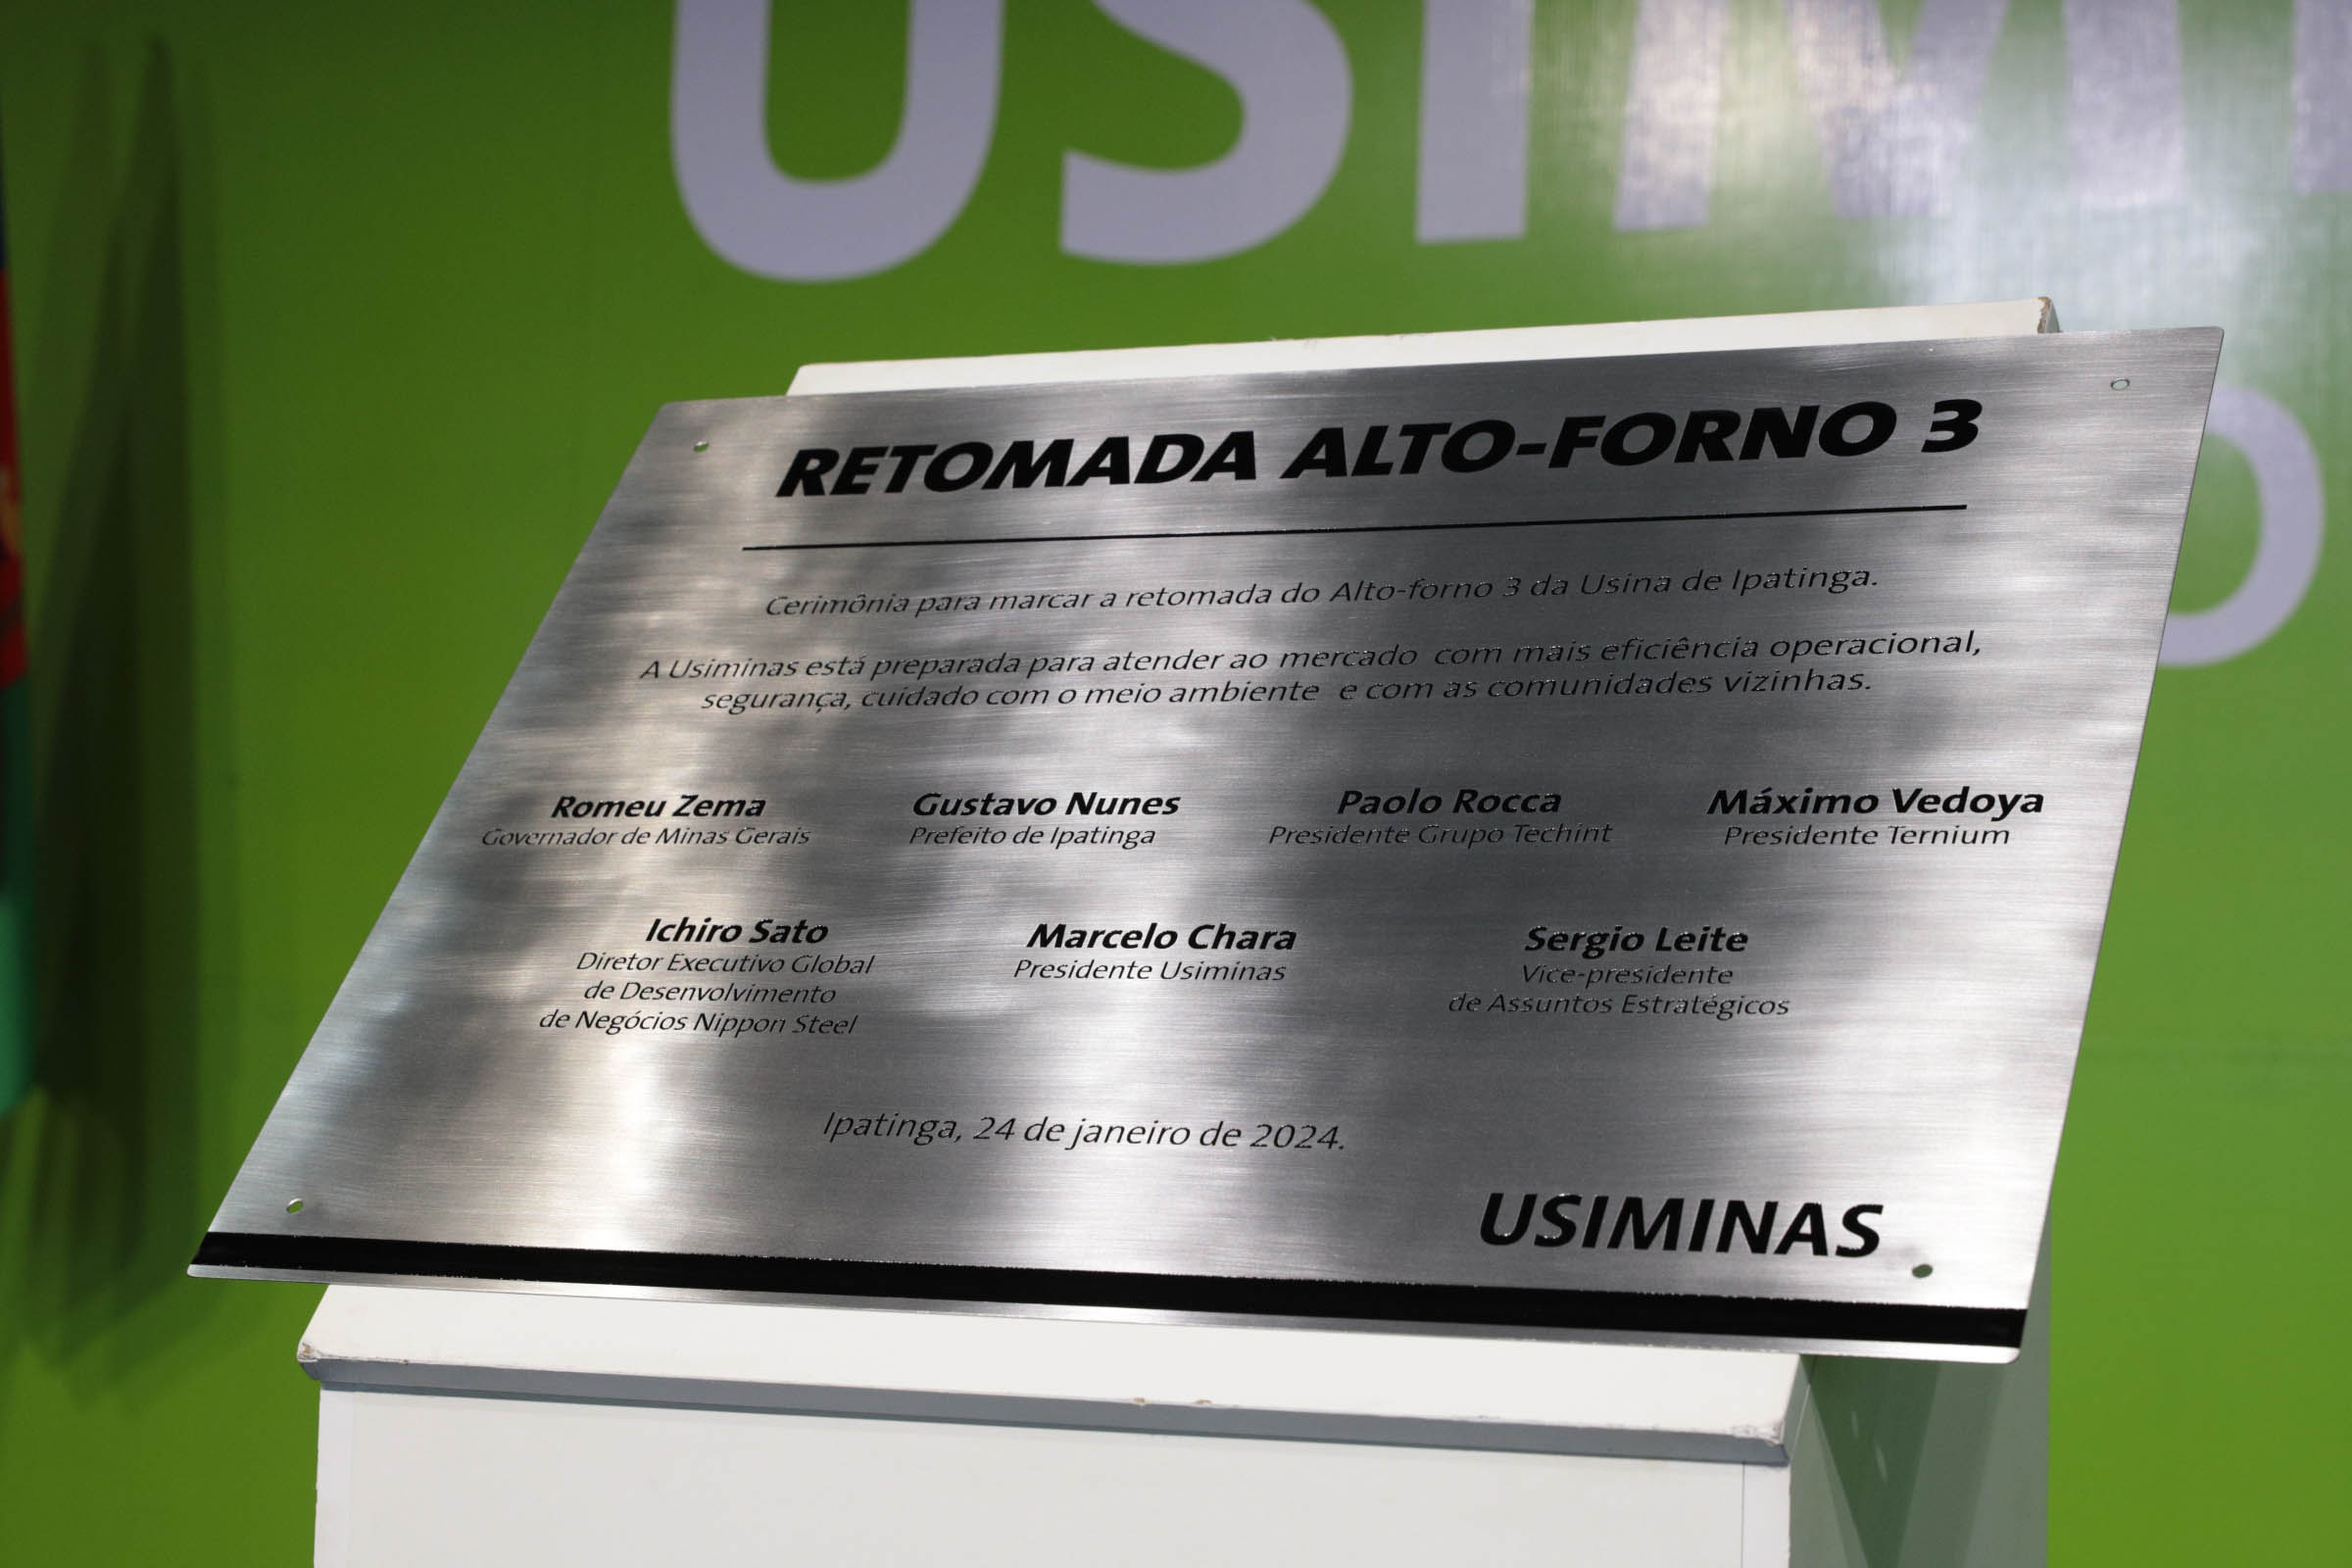 USIM
RETOMADA ALTO-FORNO 3
Cerimônia para marcar a retomada do Alto-forno 3 da Usina de Ipatinga.
A Usiminas está preparada para atender ao mercado com mais eficiência operacional,
segurança, cuidado com o meio ambiente e com as comunidades vizinhas.
Romeu Zema
Governador de Minas Gerais
Gustavo Nunes
Prefeito de Ipatinga
Paolo Rocca
Presidente Grupo Techint
Máximo Vedoya
Presidente Ternium
Ichiro Sato
Diretor Executivo Global
de Desenvolvimento
de Negócios Nippon Steel
Marcelo Chara
Presidente Usiminas
Sergio Leite
Vice-presidente
de Assuntos Estratégicos
Ipatinga, 24 de janeiro de 2024.
USIMINAS